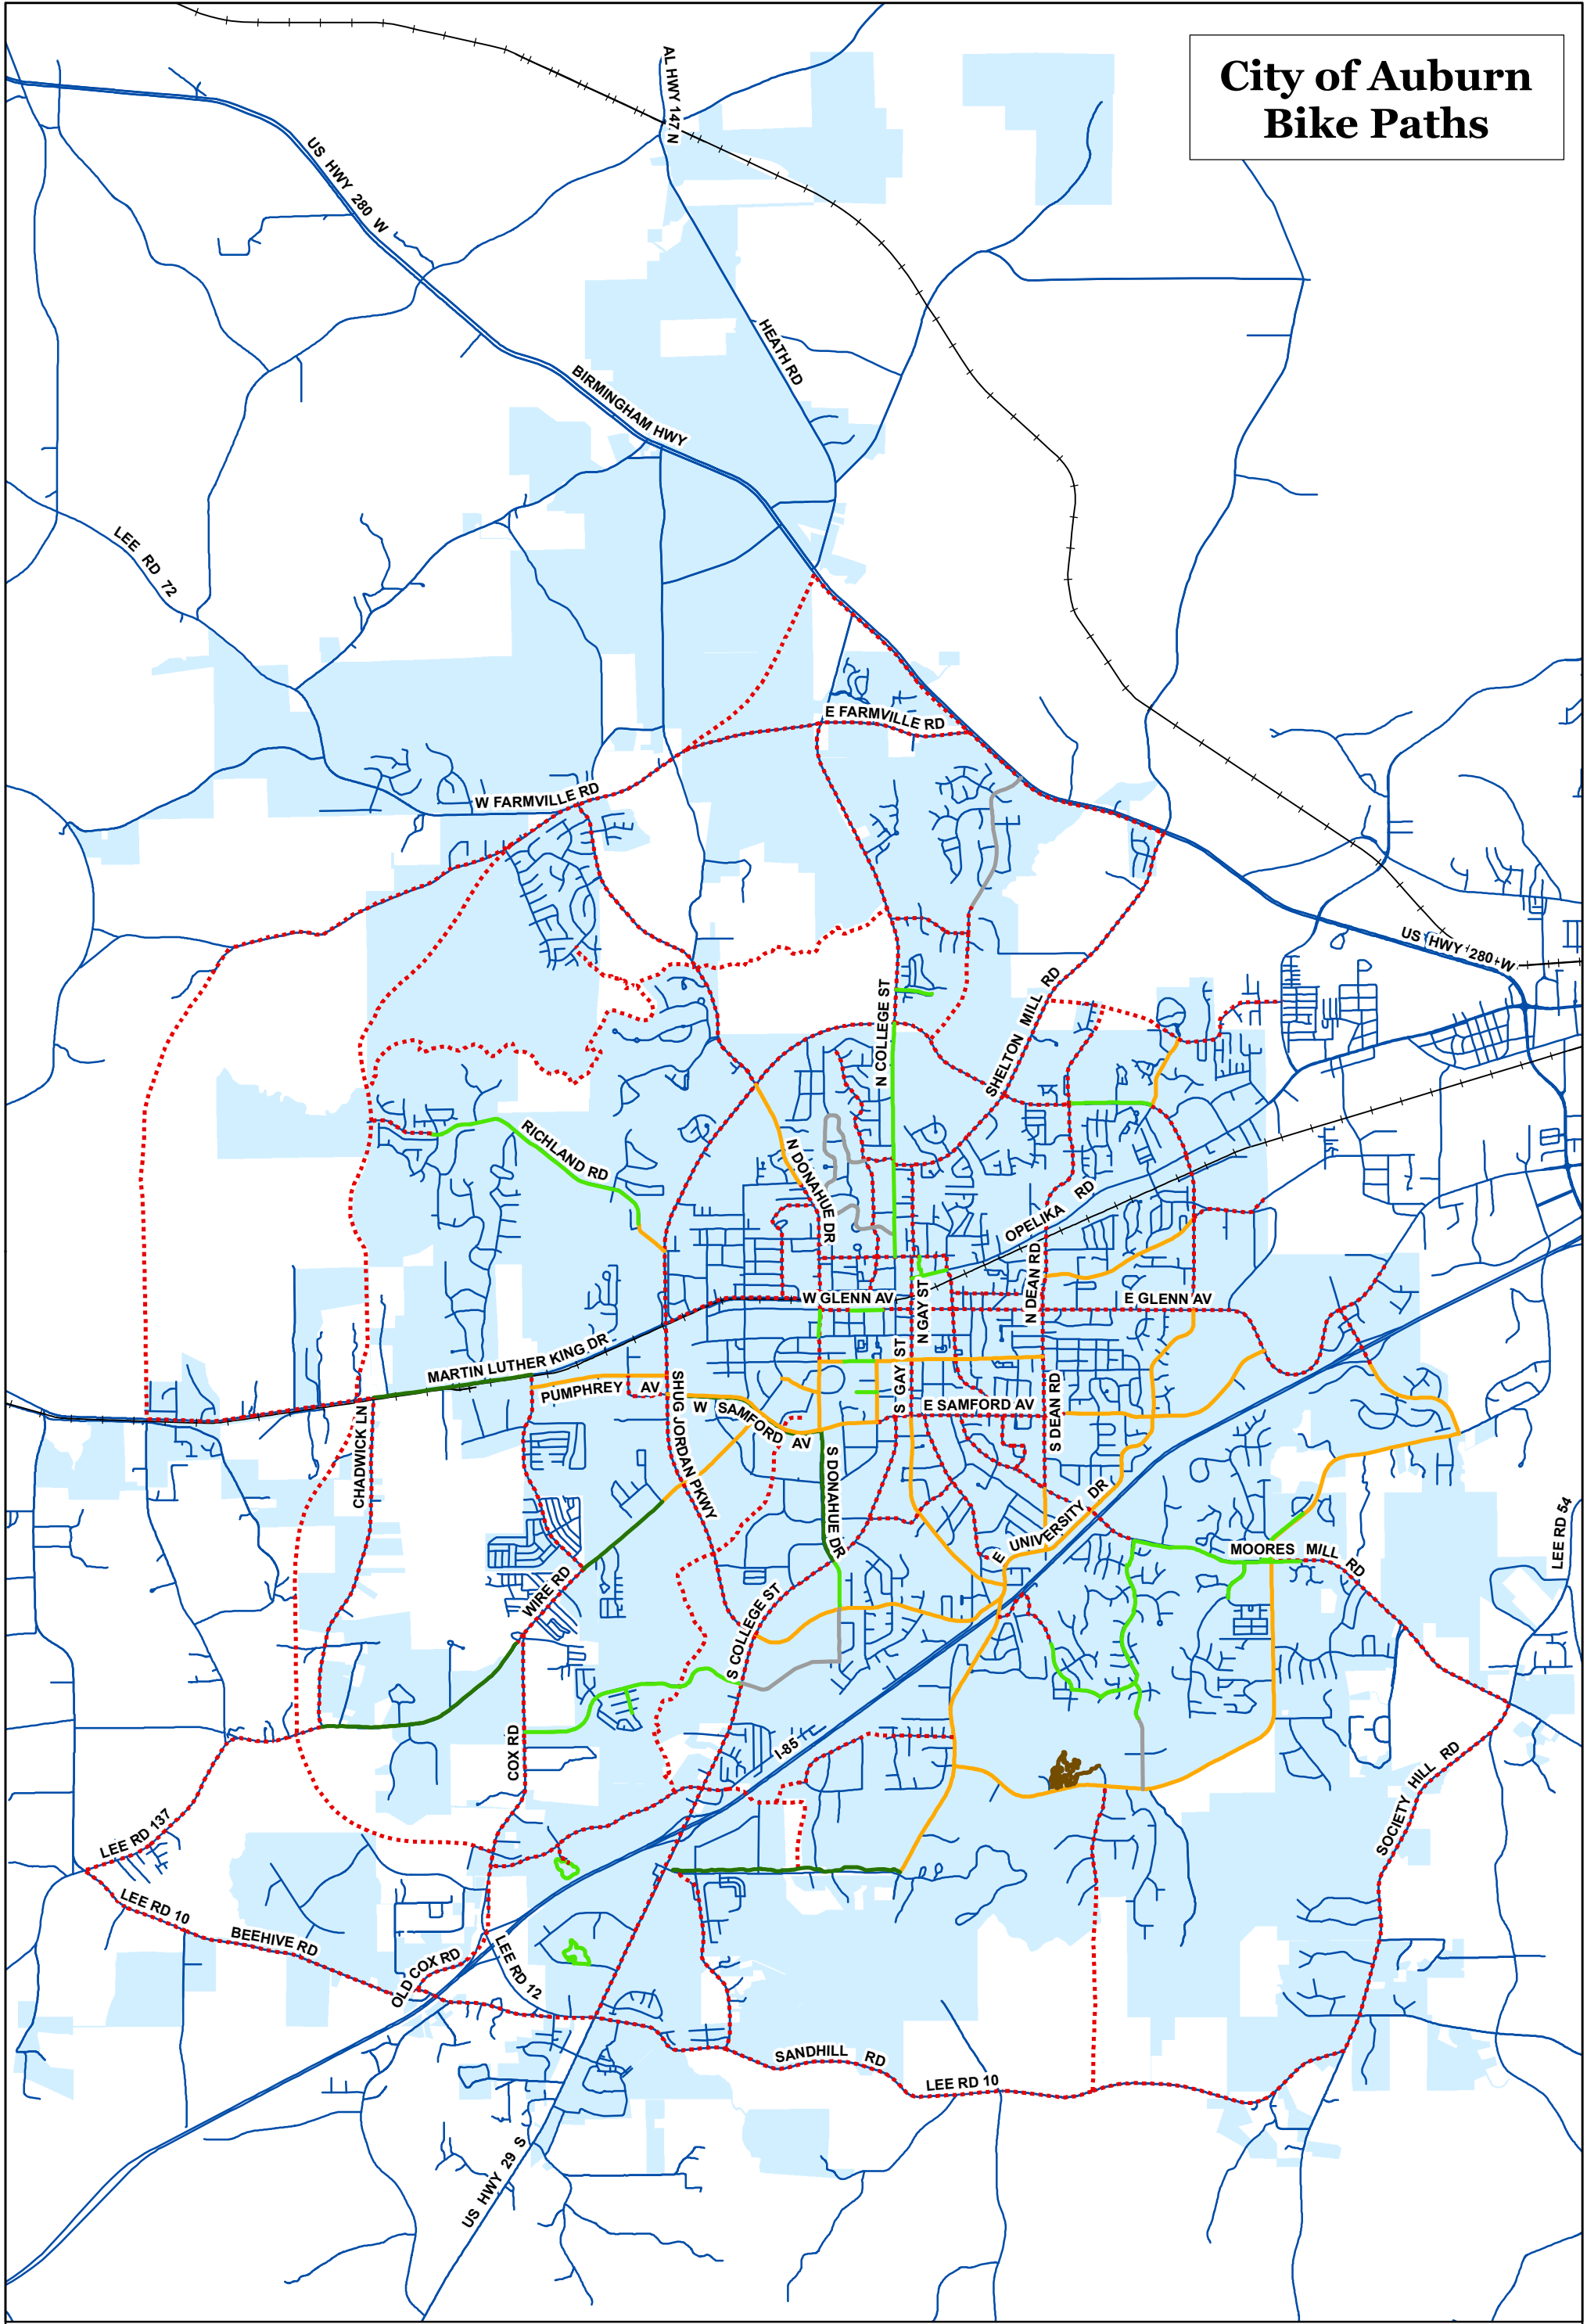 City of Auburn
Bike Paths
AL HWY 147 N
US HWY 280 W
HEATH RD
BIRMINGHAM HWY
LEE RD 72
E FARMVILLE RD
W FARMVILLE RD
US HWY 280 W
N COLLEGE ST
SHELTON MILL RD
RICHLAND RD
N DONAHUE DR
OPELIKA RD
N DEAN RD
W GLENN AV
E GLENN AV
N GAY ST
MARTIN LUTHER KING DR
PUMPHREY AV
SHUG JORDAN PKWY
W SAMFORD AV
S GAY ST
E SAMFORD AV
S DEAN RD
CHADWICK LN
S DONAHUE DR
E UNIVERSITY DR
MOORES MILL RD
LEE RD 54
WIRE RD
S COLLEGE ST
COX RD
I-85
SOCIETY HILL RD
LEE RD 137
LEE RD 10
BEEHIVE RD
OLD COX RD
LEE RD 12
SANDHILL RD
LEE RD 10
US HWY 29 S